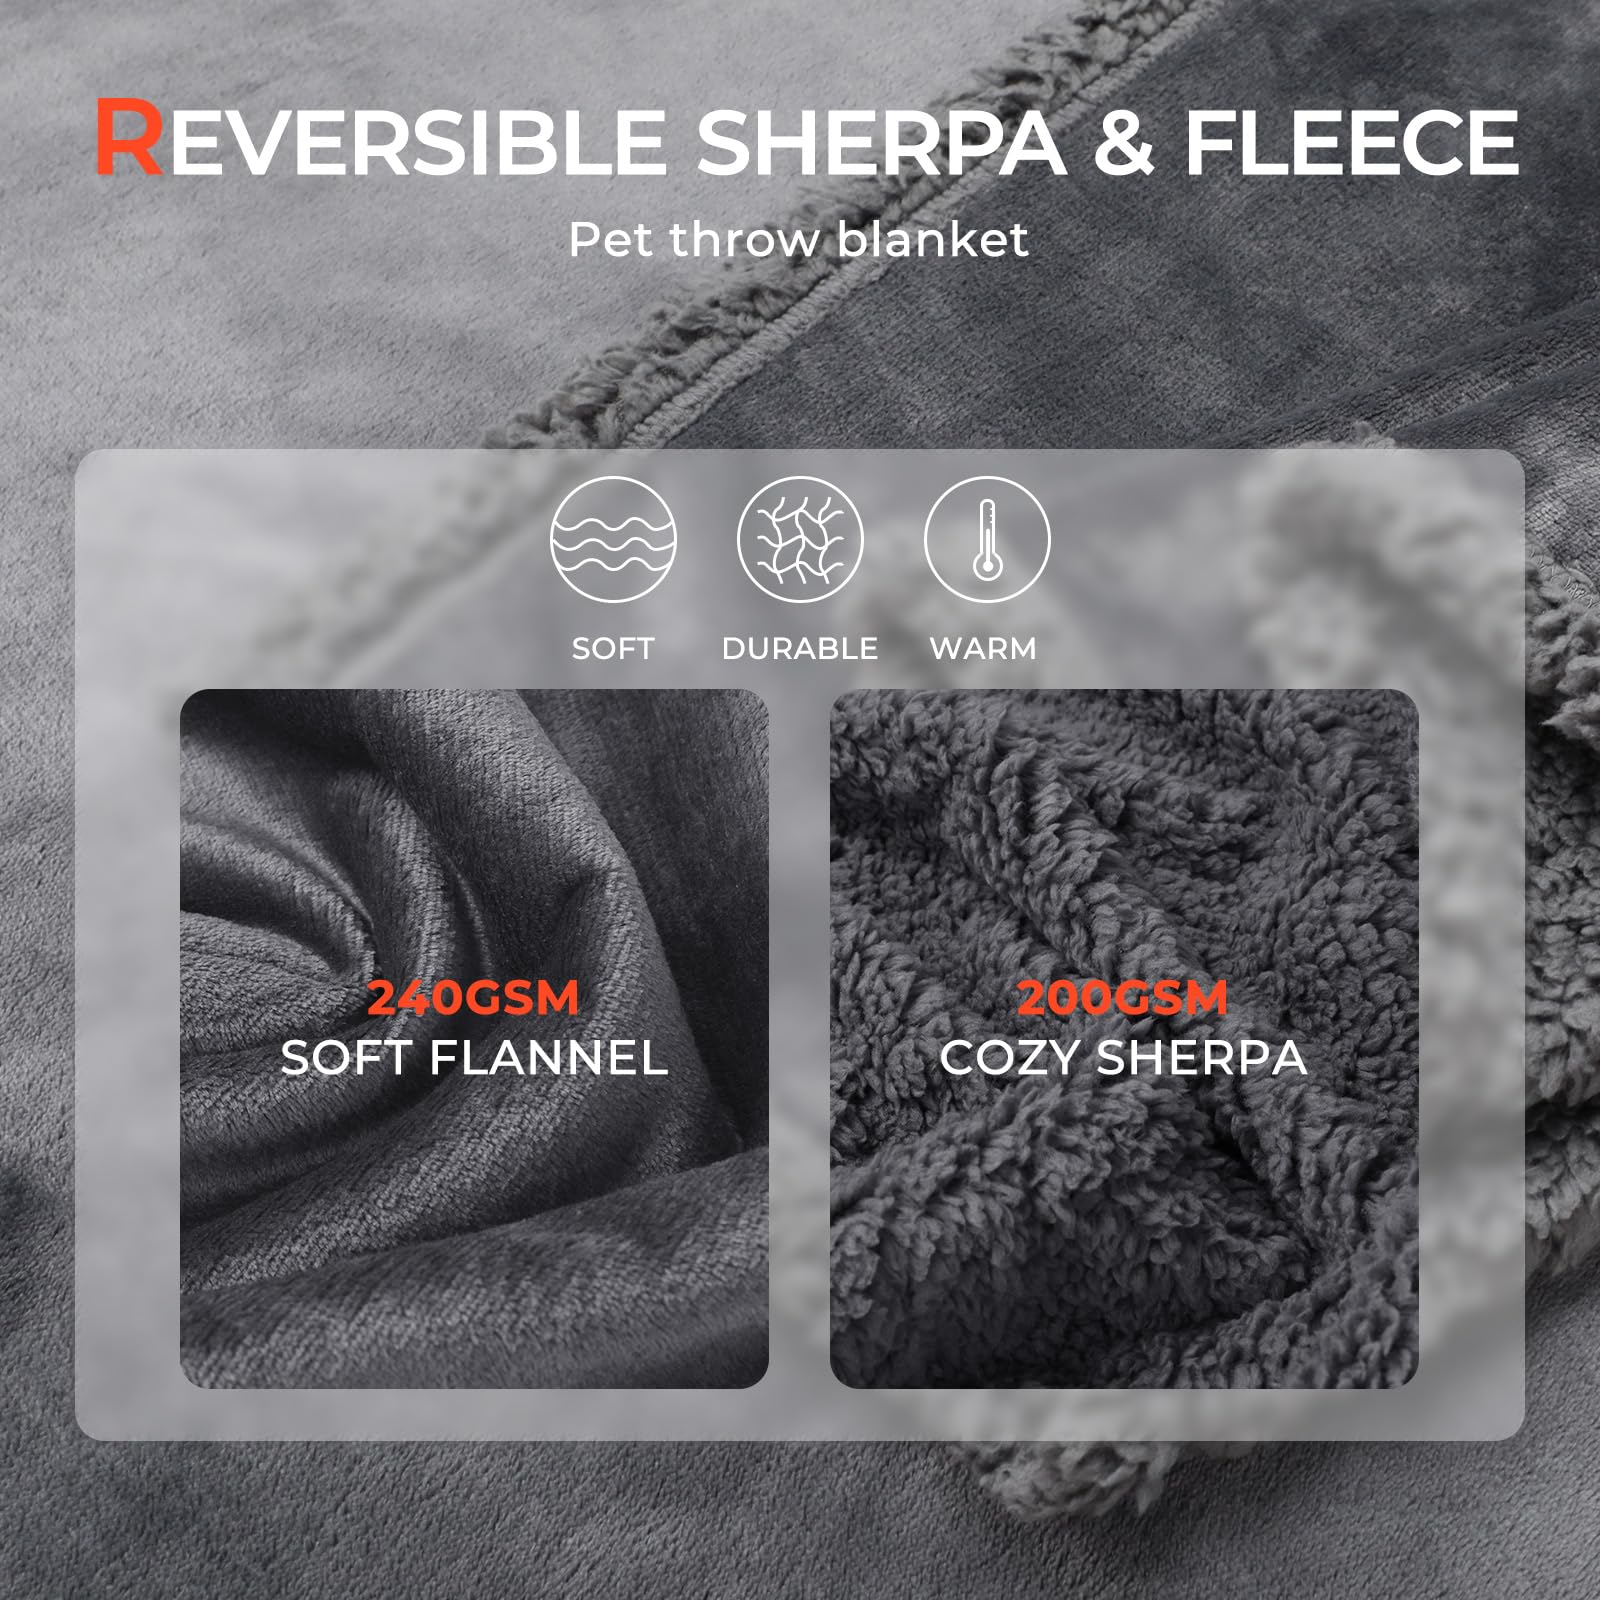 REVERSIBLE SHERPA & FLEECE
Pet throw blanket
SOFT
DURABLE
WARM
240GSM
SOFT FLANNEL
200GSM
COZY SHERPA